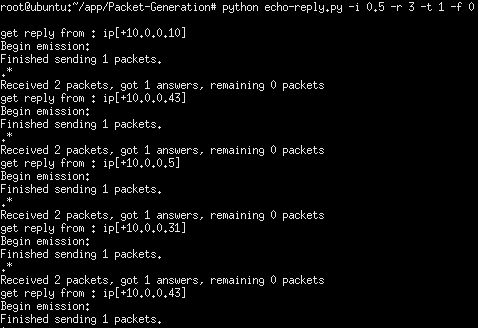 root@ubuntu:~/app/Packet-Generation# python echo-reply.py -i 0.5 -r 3 -t 1 -f 0
get reply from : ip[+10.0.0.10]
Begin emission:
Finished sending 1 packets.
.*
Received 2 packets, got 1 answers, remaining 0 packets
get reply from : ip[+10.0.0.43]
Begin emission:
Finished sending 1 packets.
.*
Received 2 packets, got 1 answers, remaining 0 packets
get reply from : ip[+10.0.0.5]
Begin emission:
Finished sending 1 packets.
.*
Received 2 packets, got 1 answers, remaining 0 packets
get reply from : ip[+10.0.0.31]
Begin emission:
Finished sending 1 packets.
.*
Received 2 packets, got 1 answers, remaining 0 packets
get reply from : ip[+10.0.0.43]
Begin emission:
Finished sending 1 packets.